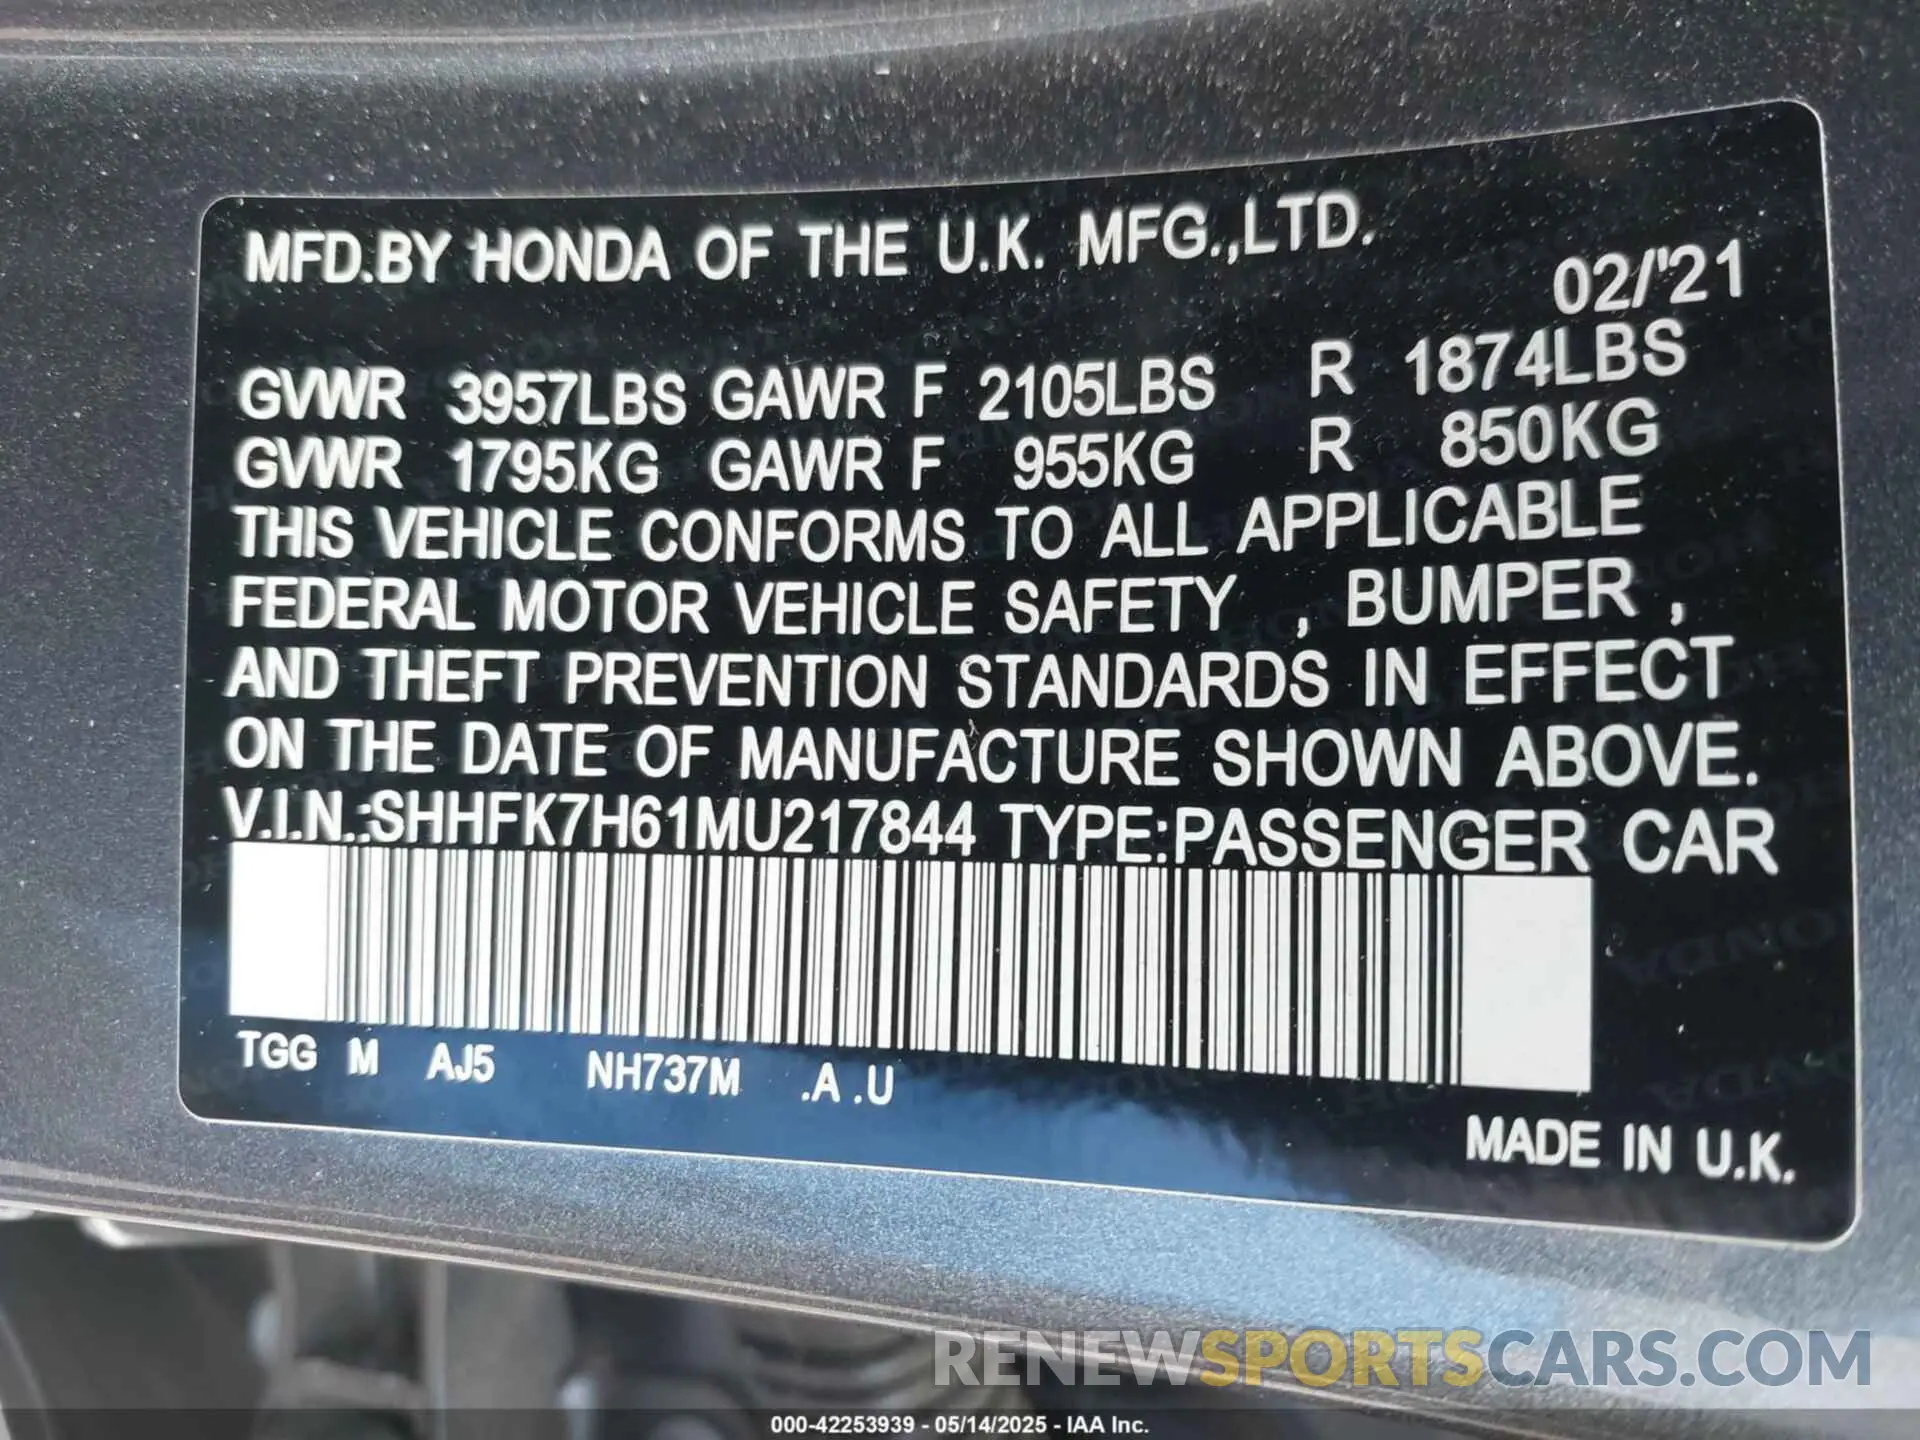 MFD.BY HONDA OF THE U.K. MFG.,LTD.
02/'21
GVWR 3957LBS GAWR F 2105LBS R 1874LBS
GVWR 1795KG GAWR F 955KG R 850KG
THIS VEHICLE CONFORMS TO ALL APPLICABLE
FEDERAL MOTOR VEHICLE SAFETY , BUMPER ,
AND THEFT PREVENTION STANDARDS IN EFFECT
ON THE DATE OF MANUFACTURE SHOWN ABOVE.
V.I.N.:SHHFK7H61MU217844 TYPE:PASSENGER CAR
TGG M AJ5 NH737M .A .U
MADE IN U.K.
RENEWSPORTSCARS.COM
000-42253939 - 05/14/2025 - IAA Inc.